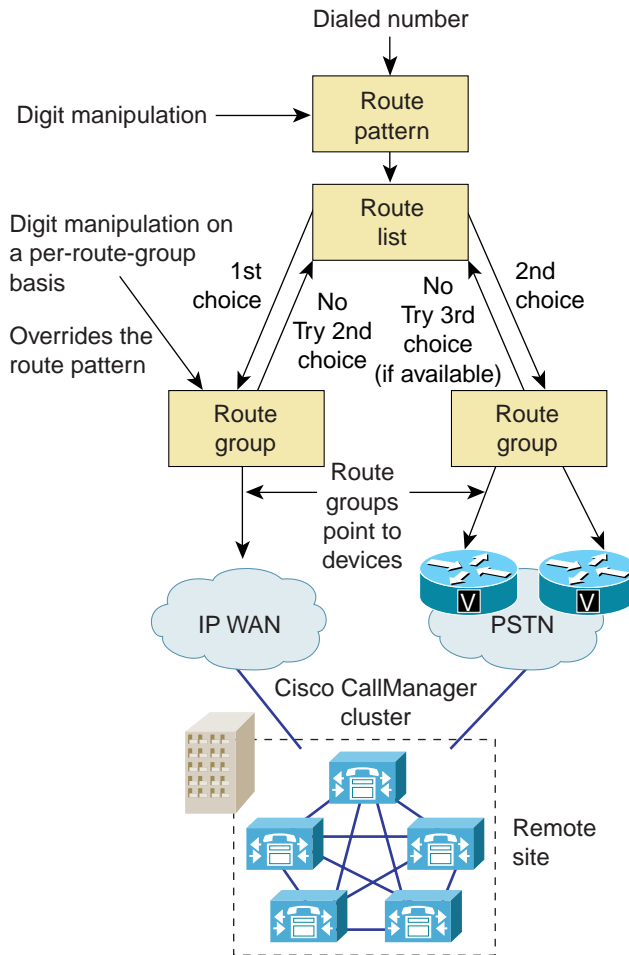 Dialed number
Digit manipulation
Route
pattern
Route
list
Digit manipulation on
a per-route-group
basis
Overrides the
route pattern
1st
choice
No
Try 2nd
choice
No
Try 3rd
choice
(if available)
2nd
choice
Route
group
Route
group
Route
groups
point to
devices
V
V
IP WAN
PSTN
Cisco CallManager
cluster
Remote
site